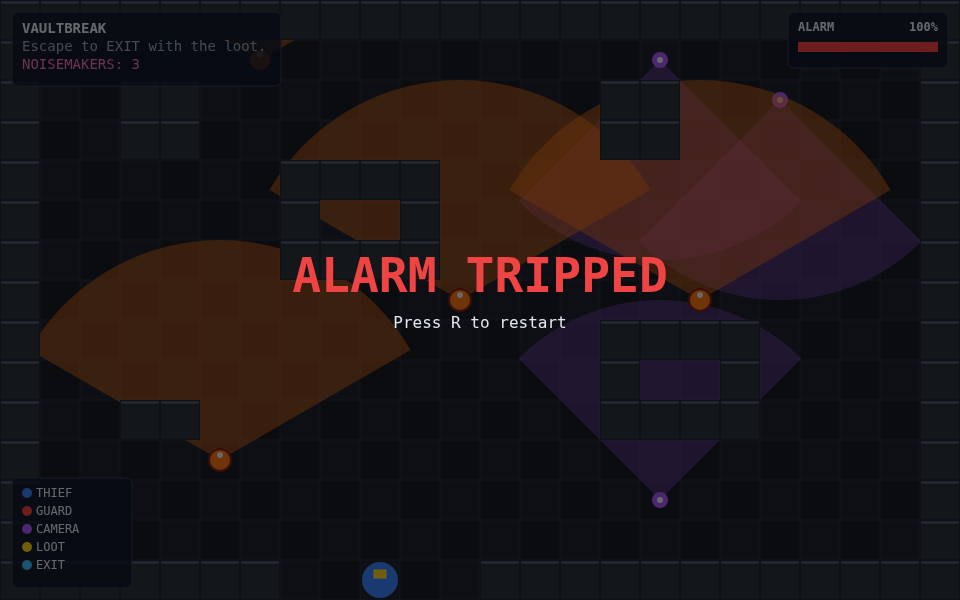 VAULTBREAK
Escape to EXIT with the loot.
NOISEMAKERS: 3
ALARM 100%
ALARM TRIPPED
Press R to restart
THIEF
GUARD
CAMERA
LOOT
EXIT